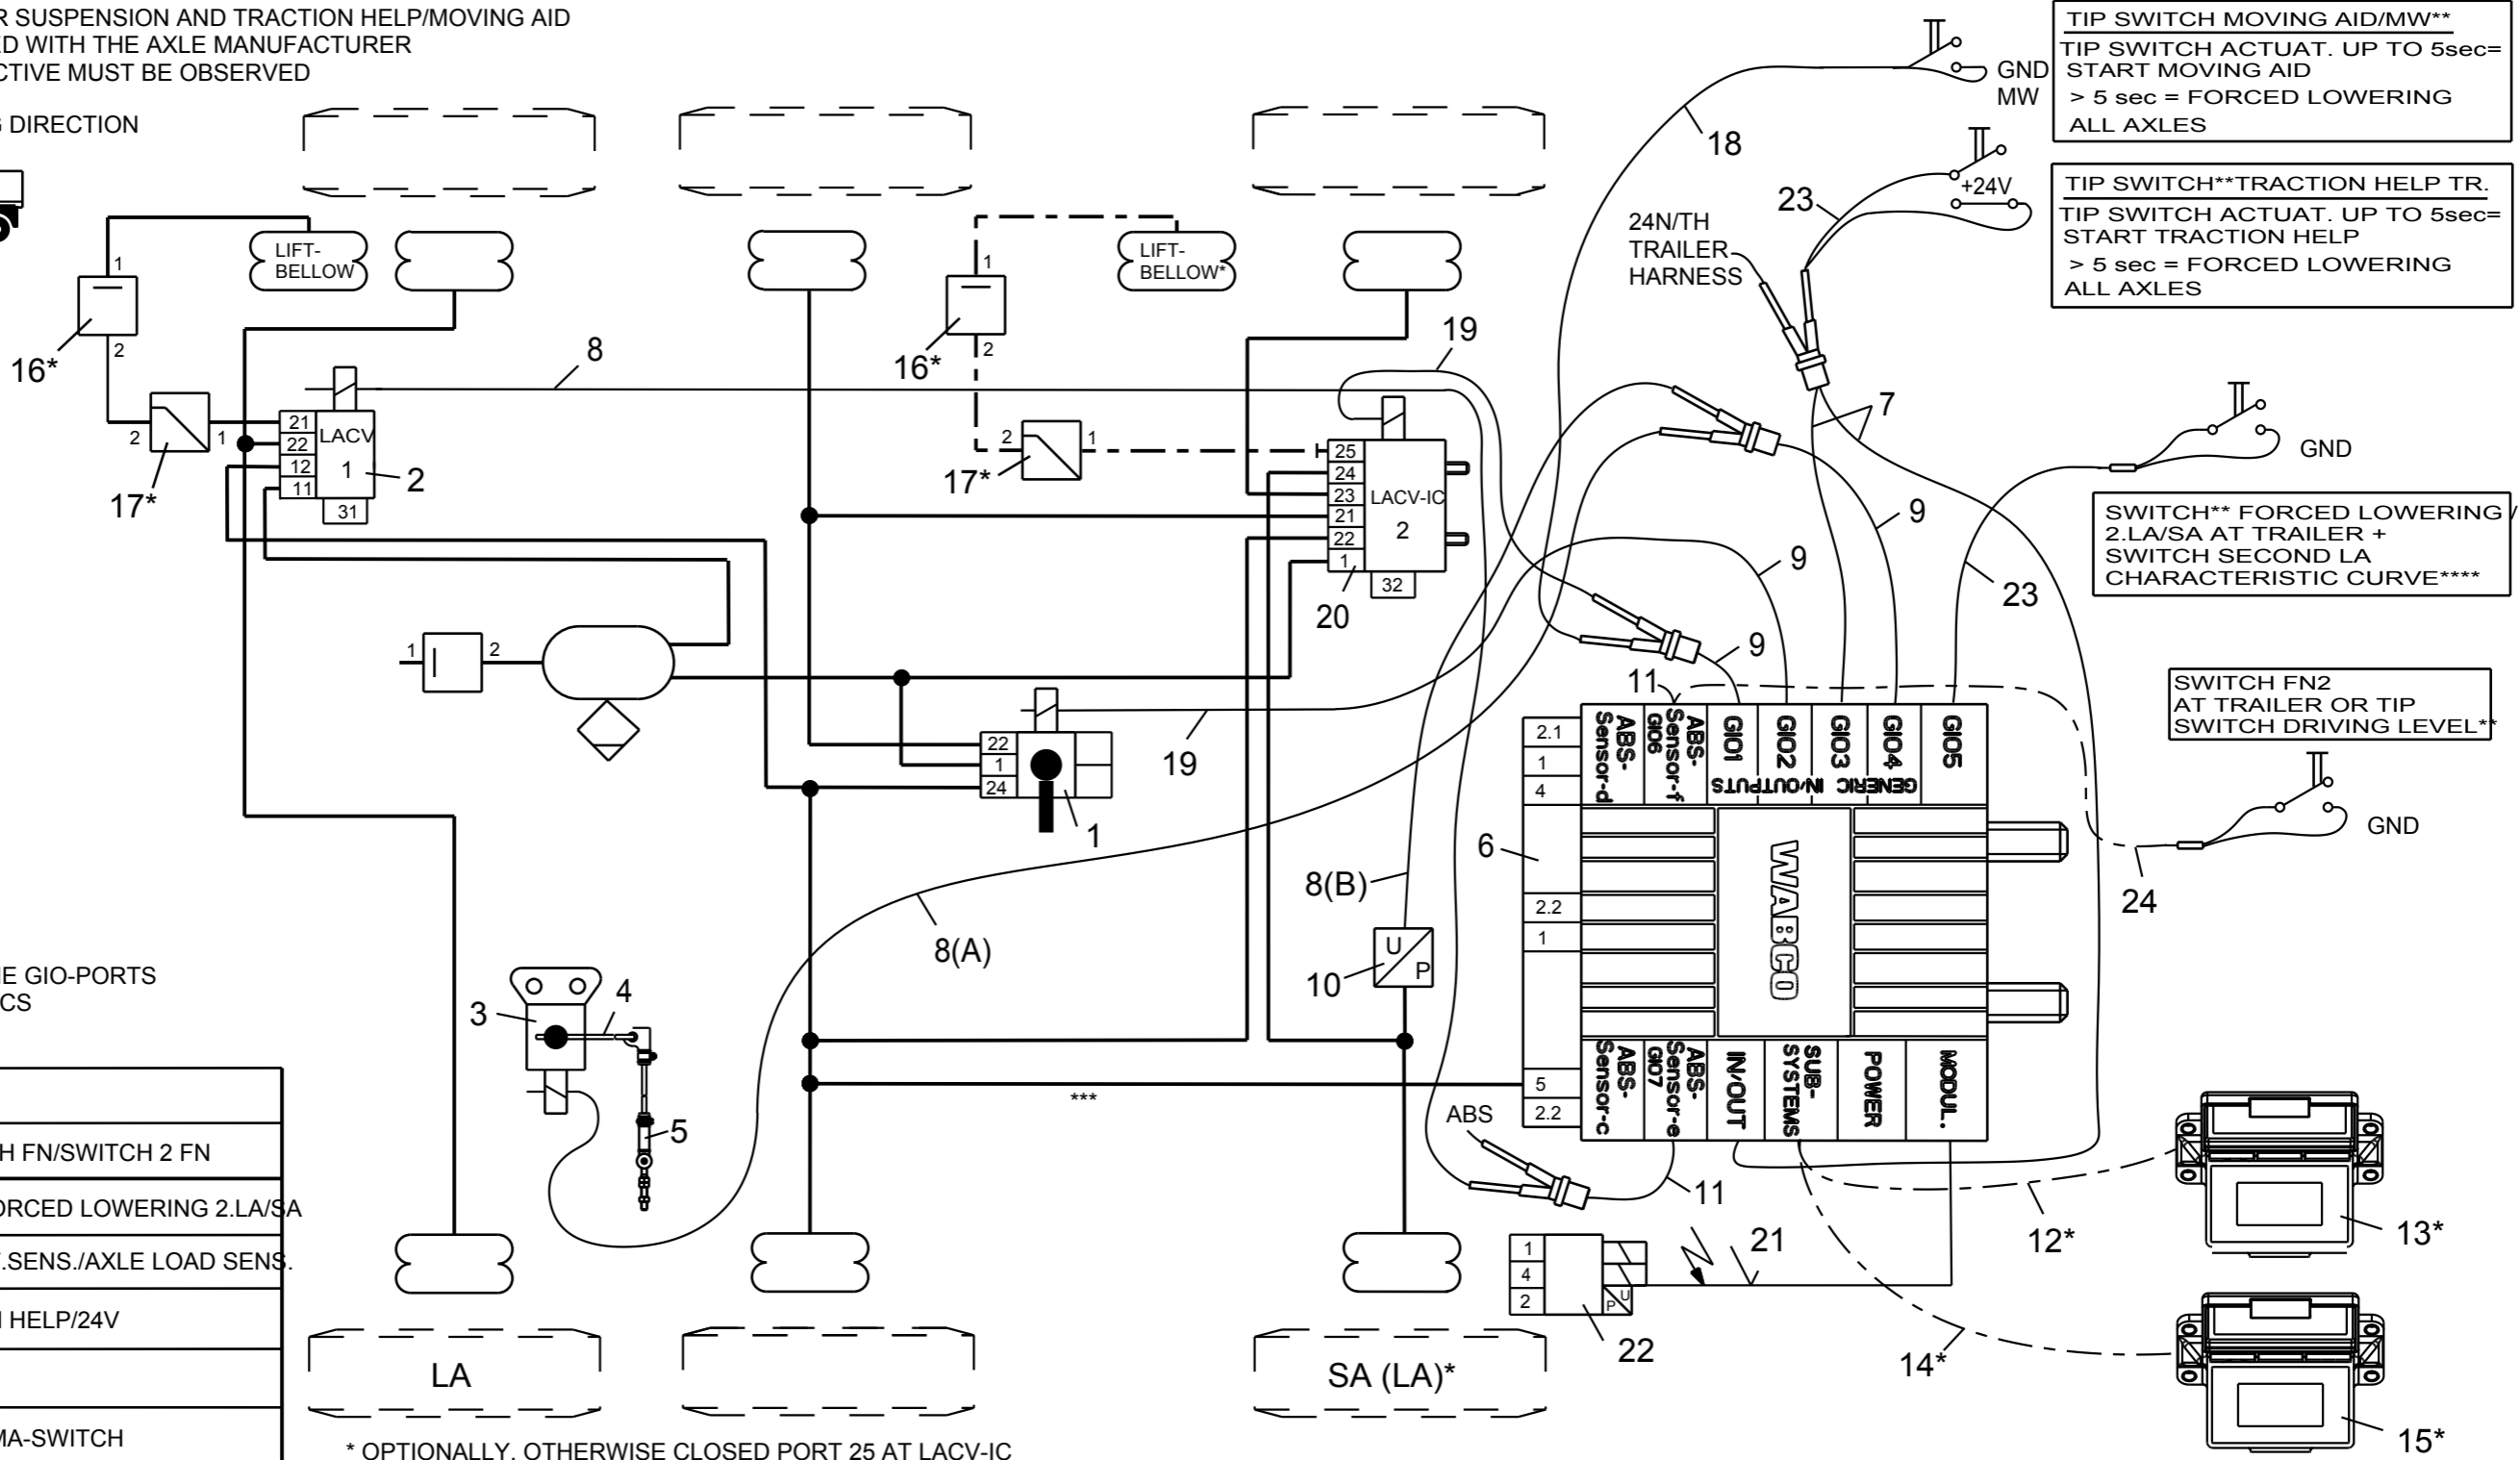 R SUSPENSION AND TRACTION HELP/MOVING AID
ED WITH THE AXLE MANUFACTURER
CTIVE MUST BE OBSERVED
G DIRECTION
TIP SWITCH MOVING AID/MW**
TIP SWITCH ACTUAT. UP TO 5sec=
START MOVING AID
> 5 sec = FORCED LOWERING
ALL AXLES
GND
MW
18
TIP SWITCH**TRACTION HELP TR.
TIP SWITCH ACTUAT. UP TO 5sec=
START TRACTION HELP
> 5 sec = FORCED LOWERING
ALL AXLES
+24V
23
24N/TH
TRAILER
HARNESS
LIFT-
BELLOW
LIFT-
BELLOW*
1
2
16*
1
2
16*
8
19
7
2
1
17*
21
22
12
11
LACV
1
31
2
2
1
17*
25
24
23
21
22
1
LACV-IC
2
32
20
GND
SWITCH** FORCED LOWERING /
2.LA/SA AT TRAILER +
SWITCH SECOND LA
CHARACTERISTIC CURVE****
9
9
23
9
11
1
2
19
22
1
24
1
SWITCH FN2
AT TRAILER OR TIP
SWITCH DRIVING LEVEL**
GND
24
2.1
1
4
6
2.2
1
5
2.2
ABS-
Sensor-d
ABS-
Sensor-f
GIO6
GIO1
GIO2
GIO3
GIO4
GIO5
GENERIC IN/OUTPUTS
WABCO
ABS-
Sensor-c
ABS-
Sensor-e
GIO7
IN/OUT
SUB-
SYSTEMS
POWER
MODUL.
8(A)
8(B)
U
P
10
3
4
5
***
ABS
11
12*
13*
14*
15*
1
4
2
P
U
21
22
E GIO-PORTS
CS
H FN/SWITCH 2 FN
ORCED LOWERING 2.LA/SA
.SENS./AXLE LOAD SENS.
HELP/24V
MA-SWITCH
LA
SA (LA)*
* OPTIONALLY, OTHERWISE CLOSED PORT 25 AT LACV-IC